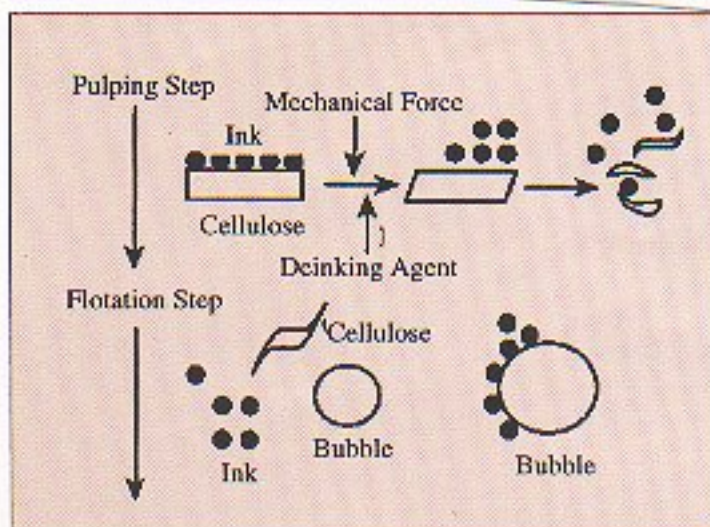 Pulping Step
Mechanical Force
Ink
Cellulose
Deinking Agent
Flotation Step
Cellulose
Ink
Bubble
Bubble